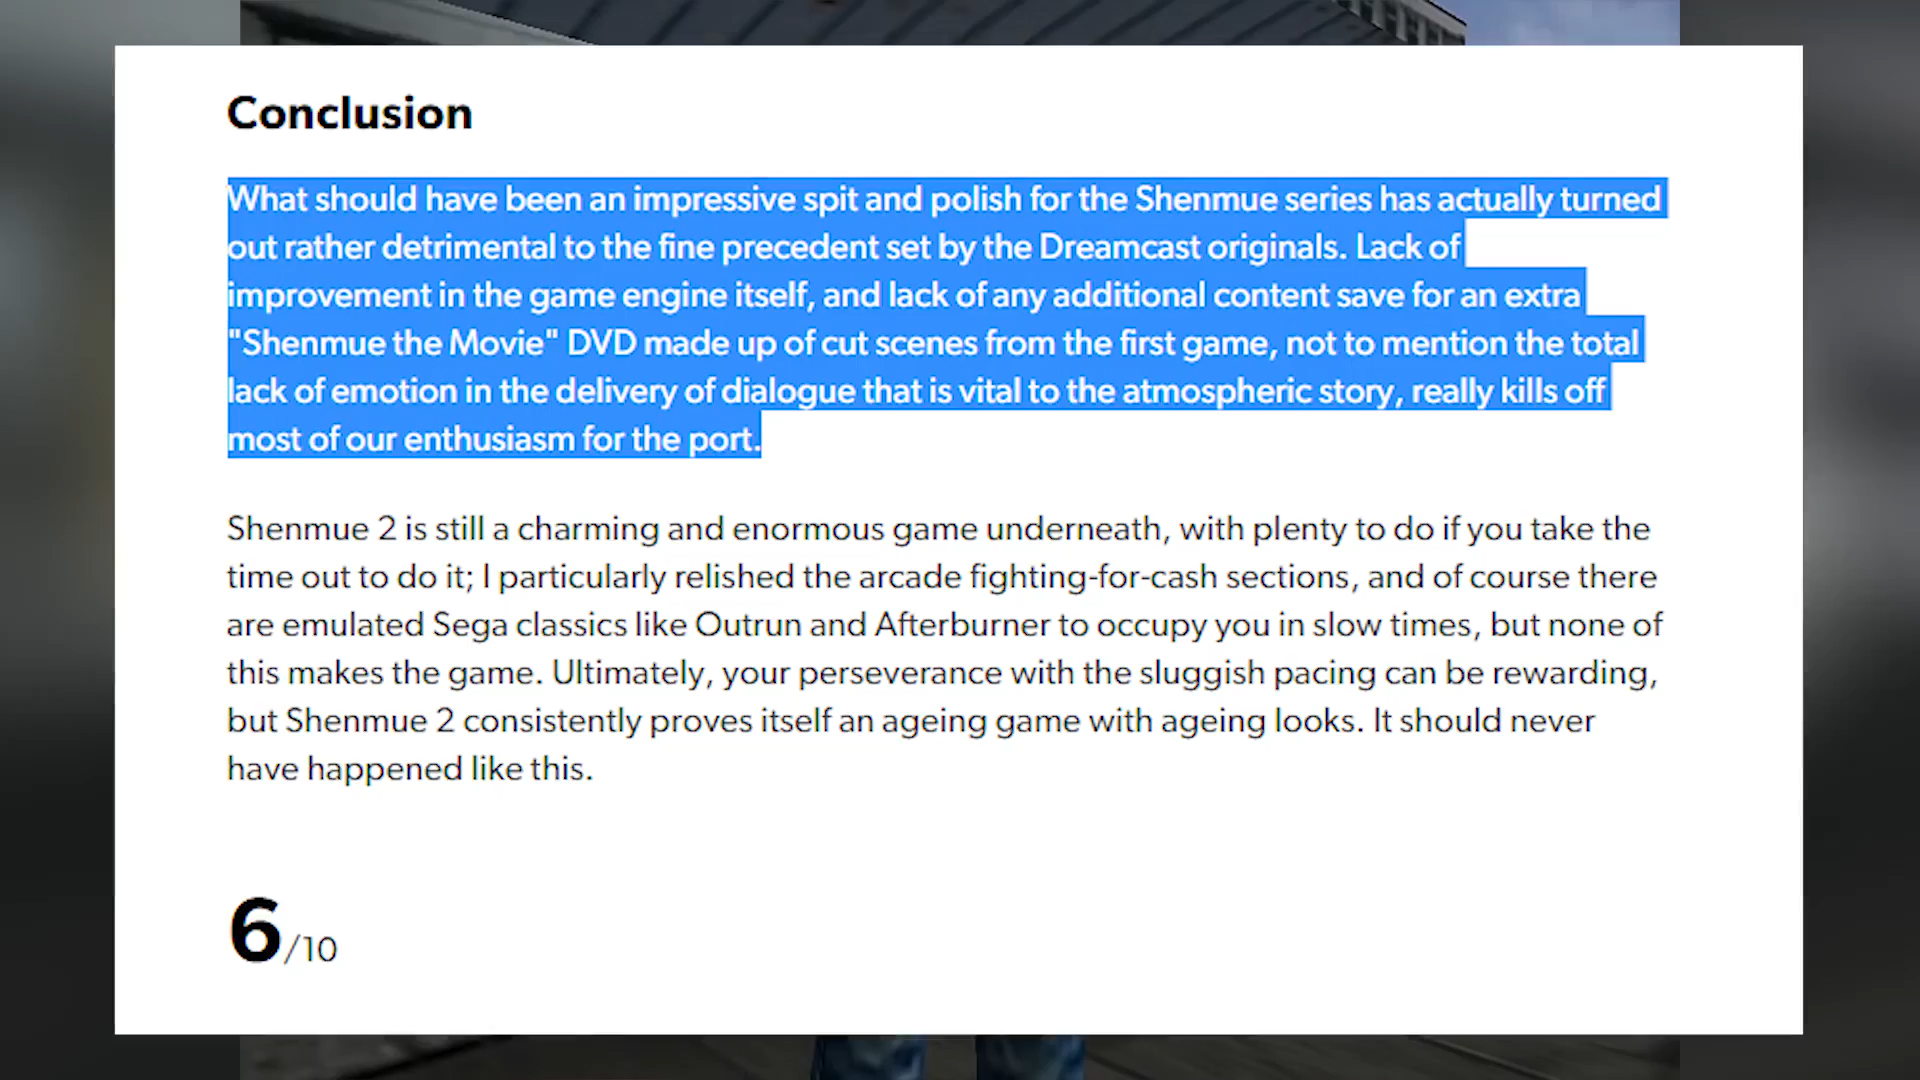 Conclusion
What should have been an impressive spit and polish for the Shenmue series has actually turned
out rather detrimental to the fine precedent set by the Dreamcast originals. Lack of
improvement in the game engine itself, and lack of any additional content save for an extra
"Shenmue the Movie" DVD made up of cut scenes from the first game, not to mention the total
lack of emotion in the delivery of dialogue that is vital to the atmospheric story, really kills off
most of our enthusiasm for the port.
Shenmue 2 is still a charming and enormous game underneath, with plenty to do if you take the
time out to do it; I particularly relished the arcade fighting-for-cash sections, and of course there
are emulated Sega classics like Outrun and Afterburner to occupy you in slow times, but none of
this makes the game. Ultimately, your perseverance with the sluggish pacing can be rewarding,
but Shenmue 2 consistently proves itself an ageing game with ageing looks. It should never
have happened like this.
6/10